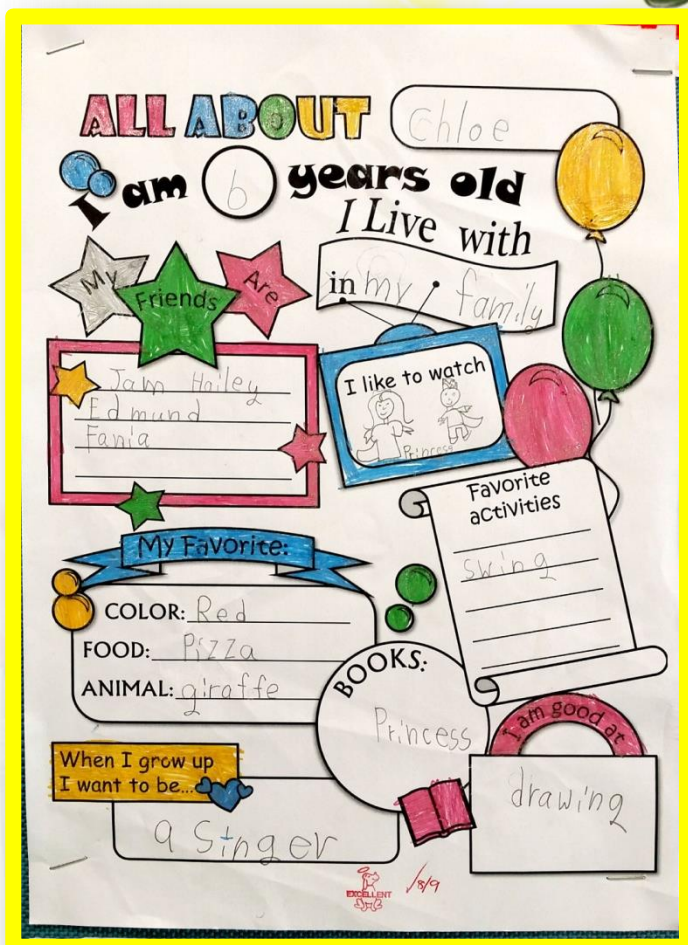 ALL ABOUT Chloe
I am 6 years old
I Live with
in my family
My Friends Are
Jam Hailey
Edmund
Fania
I like to watch
Princess
Favorite
activities
swing
My Favorite:
COLOR: Red
FOOD: Pizza
ANIMAL: giraffe
BOOKS:
Princess
I am good at
drawing
When I grow up
I want to be...
a Singer
EXCELLENT
18/9